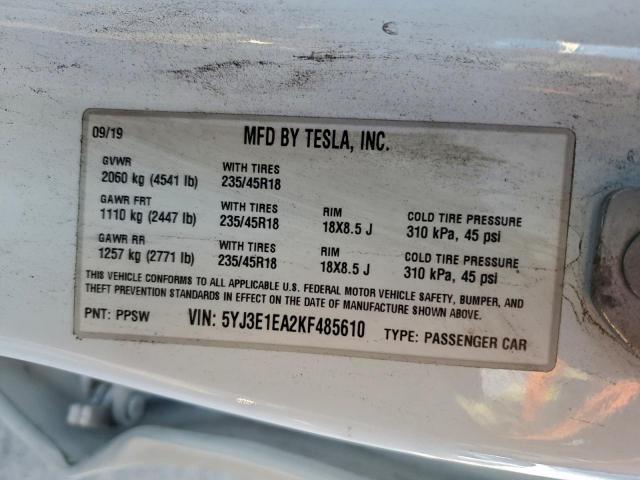 09/19 MFD BY TESLA, INC.
GVWR WITH TIRES
2060 kg (4541 lb) 235/45R18
GAWR FRT WITH TIRES RIM COLD TIRE PRESSURE
1110 kg (2447 lb) 235/45R18 18X8.5 J 310 kPa, 45 psi
GAWR RR WITH TIRES RIM COLD TIRE PRESSURE
1257 kg (2771 lb) 235/45R18 18X8.5 J 310 kPa, 45 psi
THIS VEHICLE CONFORMS TO ALL APPLICABLE U.S. FEDERAL MOTOR VEHICLE SAFETY, BUMPER, AND
THEFT PREVENTION STANDARDS IN EFFECT ON THE DATE OF MANUFACTURE SHOWN ABOVE.
PNT: PPSW VIN: 5YJ3E1EA2KF485610 TYPE: PASSENGER CAR